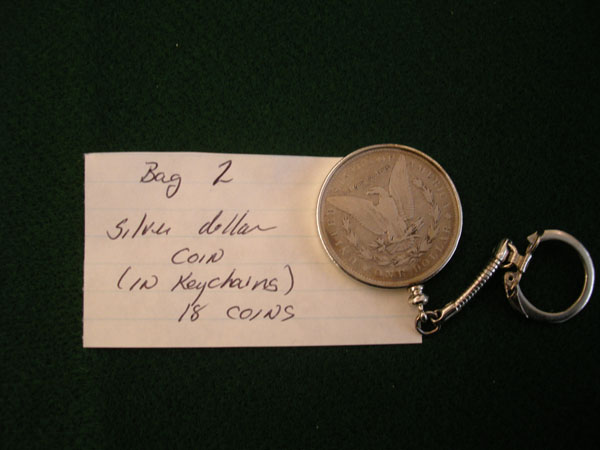 Bag 2
silver dollar
COIN
(IN Keychains)
18 COINS